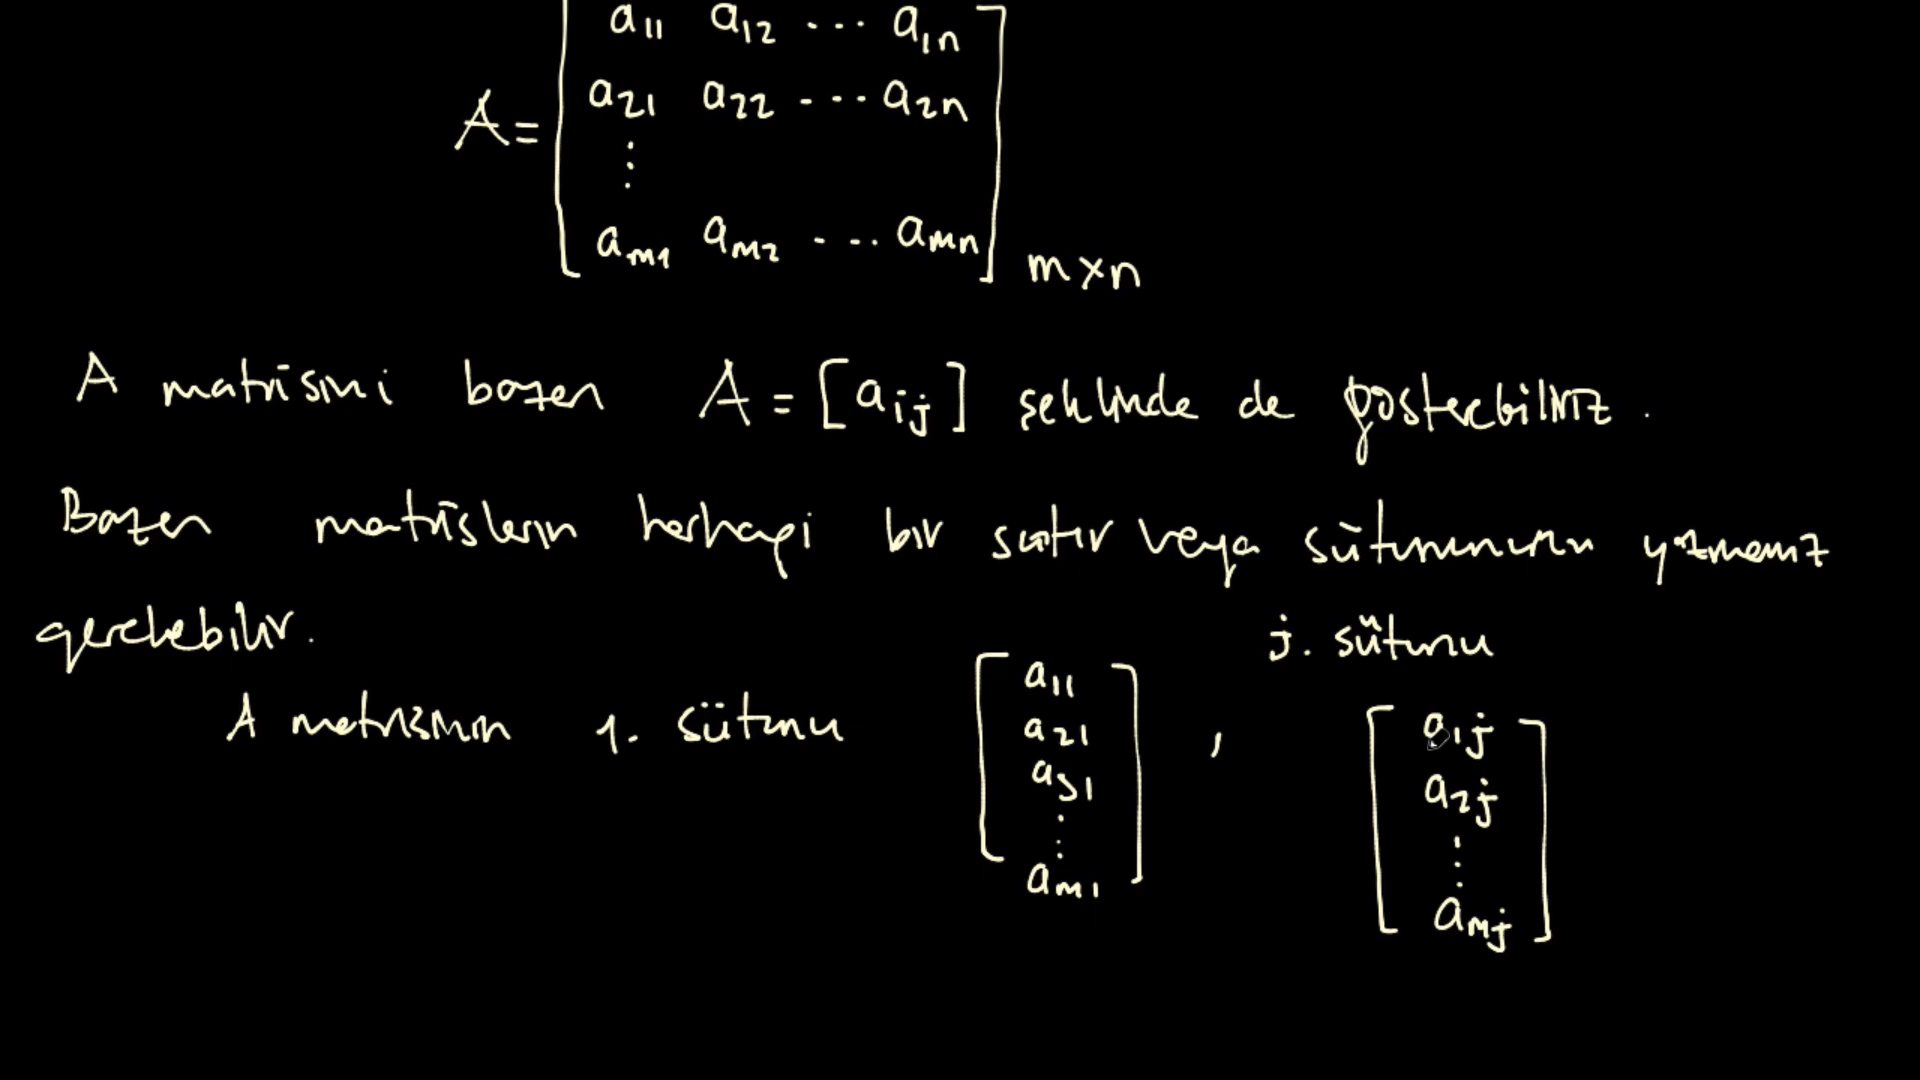 a11 a12 ... a1n
a21 a22 ... a2n
A=
⋮
am1 am2 ... amn
mxn
A matrisini bazen A = [aij] şeklinde de gösterebiliriz.
Bazen matrislerin herhangi bir satır veya sütununun yazmamız
gerekebilir.
j. sütunu
A matrisinin 1. sütunu
a11
a21
a31
⋮
am1
,
a1j
a2j
⋮
amj